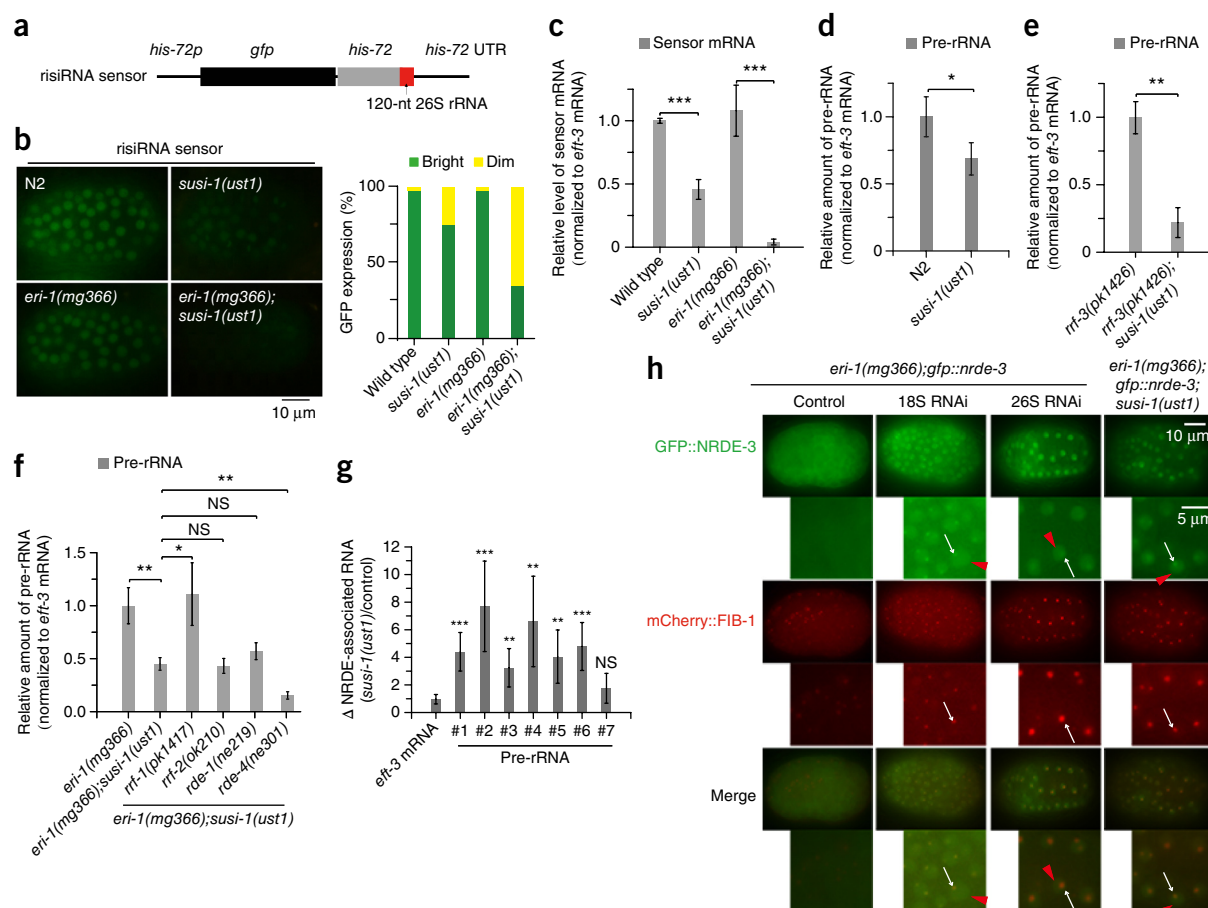 a
his-72p gfp his-72 his-72 UTR
risiRNA sensor
120-nt 26S rRNA
b
risiRNA sensor
N2
susi-1(ust1)
eri-1(mg366)
eri-1(mg366);
susi-1(ust1)
10 μm
Bright Dim
GFP expression (%)
100
50
0
Wild type
susi-1(ust1)
eri-1(mg366)
eri-1(mg366);
susi-1(ust1)
c
Sensor mRNA
Relative level of sensor mRNA
(normalized to eft-3 mRNA)
***
***
1.0
0.5
0
Wild type
susi-1(ust1)
eri-1(mg366)
eri-1(mg366);
susi-1(ust1)
d
Pre-rRNA
Relative amount of pre-rRNA
(normalized to eft-3 mRNA)
*
1.0
0.5
0
N2
susi-1(ust1)
e
Pre-rRNA
Relative amount of pre-rRNA
(normalized to eft-3 mRNA)
**
1.0
0.5
0
rrf-3(pk1426)
rrf-3(pk1426);
susi-1(ust1)
f
Pre-rRNA
Relative amount of pre-rRNA
(normalized to eft-3 mRNA)
**
NS
NS
*
**
1.5
1.0
0.5
0
eri-1(mg366)
eri-1(mg366);susi-1(ust1)
rrf-1(pk1417)
rrf-2(ok210)
rde-1(ne219)
rde-4(ne301)
eri-1(mg366);susi-1(ust1)
g
Δ NRDE-associated RNA
(susi-1(ust1)/control)
12
10
8
6
4
2
0
***
***
**
**
**
***
NS
eft-3 mRNA
#1 #2 #3 #4 #5 #6 #7
Pre-rRNA
h
eri-1(mg366);gfp::nrde-3
eri-1(mg366);
gfp::nrde-3;
susi-1(ust1)
Control 18S RNAi 26S RNAi
10 μm
GFP::NRDE-3
5 μm
mCherry::FIB-1
Merge